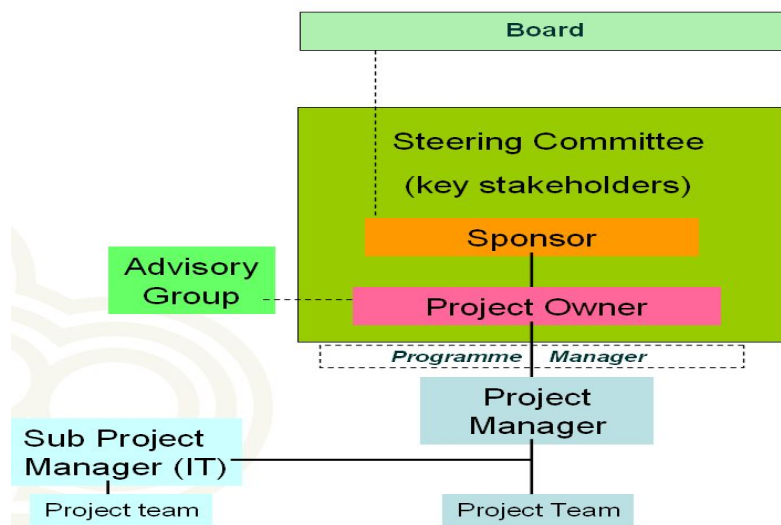 Board
Steering Committee
(key stakeholders)
Sponsor
Advisory
Group
Project Owner
Programme Manager
Project
Manager
Sub Project
Manager (IT)
Project team
Project Team